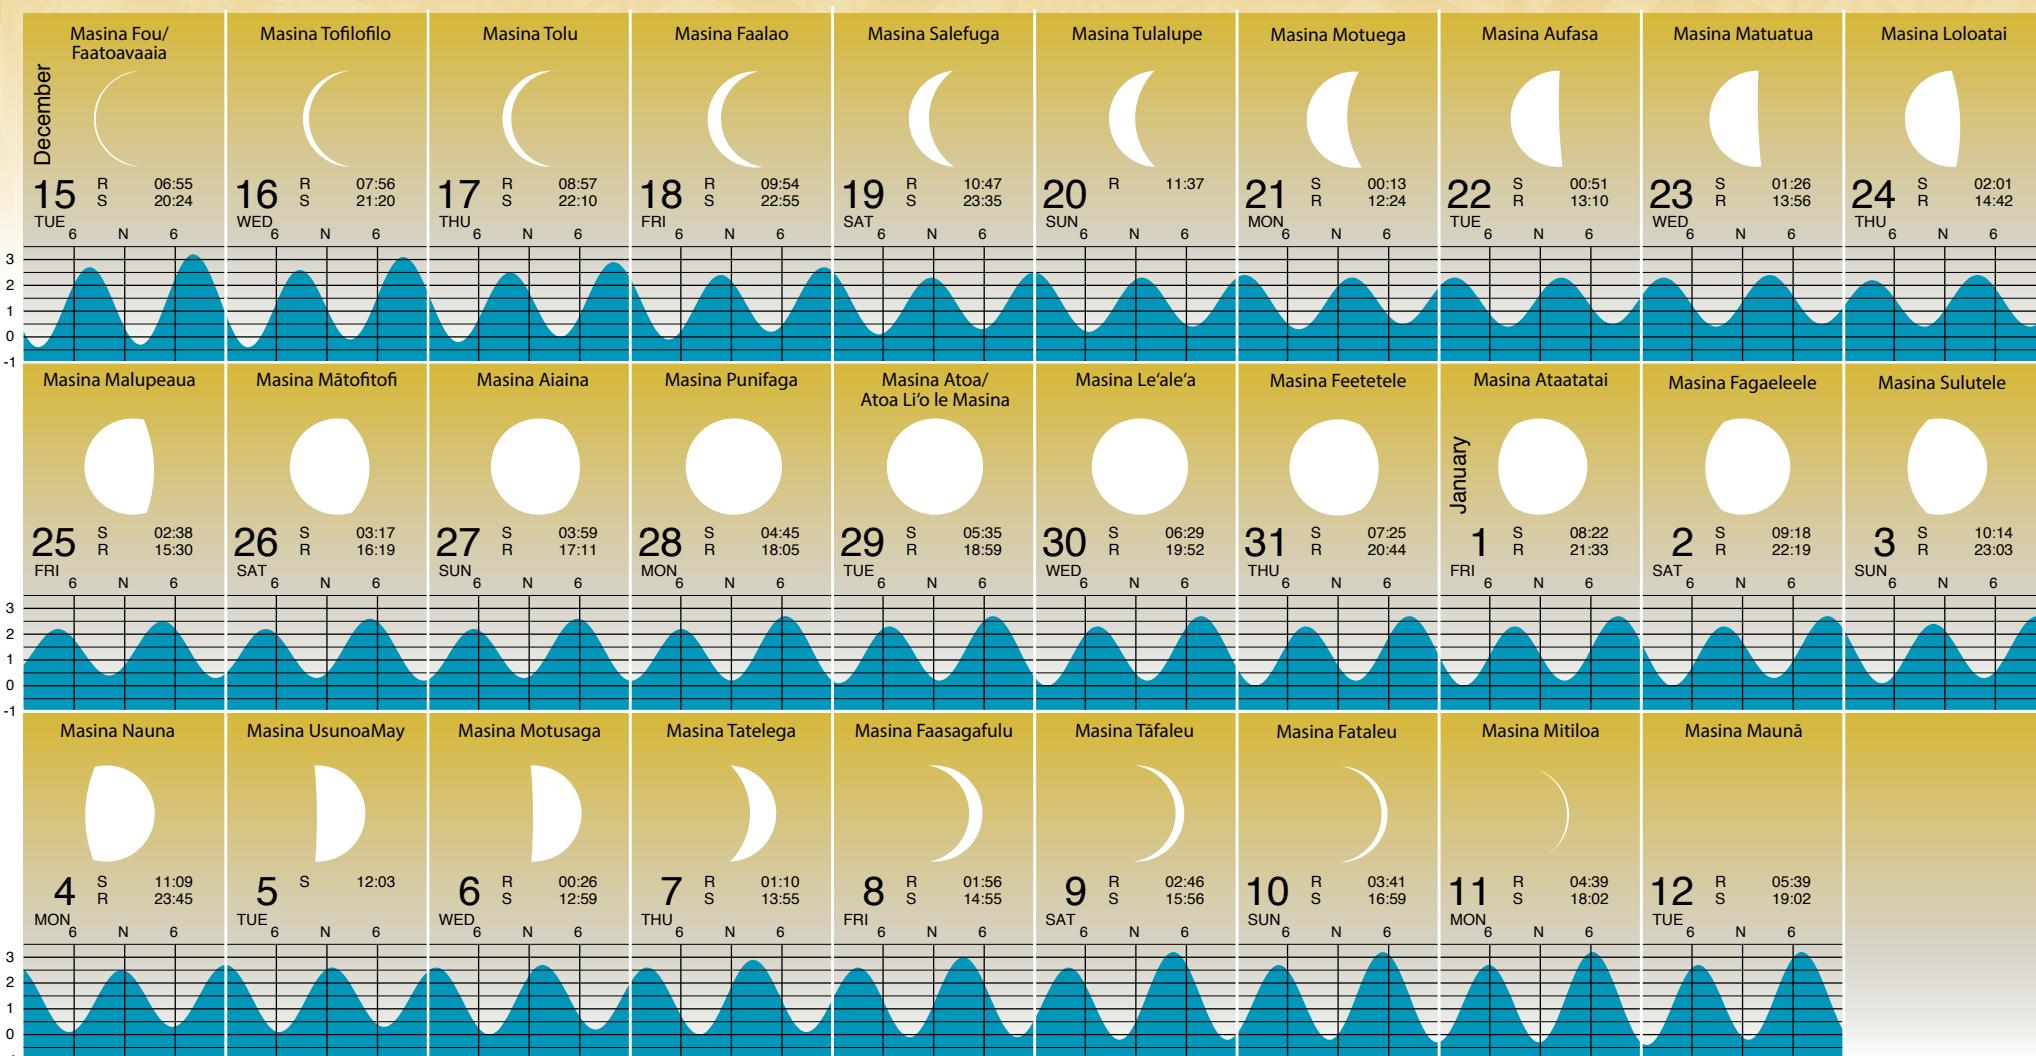 Masina Fou/
Faatoavaaia
December
15 R 06:55
S 20:24
TUE
6 N 6
Masina Tofilofilo
16 R 07:56
S 21:20
WED
6 N 6
Masina Tolu
17 R 08:57
S 22:10
THU
6 N 6
Masina Faalao
18 R 09:54
S 22:55
FRI
6 N 6
Masina Salefuga
19 R 10:47
S 23:35
SAT
6 N 6
Masina Tulalupe
20 R 11:37
SUN
6 N 6
Masina Motuega
21 S 00:13
R 12:24
MON
6 N 6
Masina Aufasa
22 S 00:51
R 13:10
TUE
6 N 6
Masina Matuatua
23 S 01:26
R 13:56
WED
6 N 6
Masina Loloatai
24 S 02:01
R 14:42
THU
6 N 6
3
2
1
0
-1
Masina Malupeaua
25 S 02:38
R 15:30
FRI
6 N 6
Masina Mātofitofi
26 S 03:17
R 16:19
SAT
6 N 6
Masina Aiaina
27 S 03:59
R 17:11
SUN
6 N 6
Masina Punifaga
28 S 04:45
R 18:05
MON
6 N 6
Masina Atoa/
Atoa Li‘o le Masina
29 S 05:35
R 18:59
TUE
6 N 6
Masina Le‘ale‘a
30 S 06:29
R 19:52
WED
6 N 6
Masina Feetetele
31 S 07:25
R 20:44
THU
6 N 6
Masina Ataatatai
January
1 S 08:22
R 21:33
FRI
6 N 6
Masina Fagaeleele
2 S 09:18
R 22:19
SAT
6 N 6
Masina Sulutele
3 S 10:14
R 23:03
SUN
6 N 6
3
2
1
0
-1
Masina Nauna
4 S 11:09
R 23:45
MON
6 N 6
Masina UsunoaMay
5 S 12:03
TUE
6 N 6
Masina Motusaga
6 R 00:26
S 12:59
WED
6 N 6
Masina Tatelega
7 R 01:10
S 13:55
THU
6 N 6
Masina Faasagafulu
8 R 01:56
S 14:55
FRI
6 N 6
Masina Tāfaleu
9 R 02:46
S 15:56
SAT
6 N 6
Masina Fataleu
10 R 03:41
S 16:59
SUN
6 N 6
Masina Mitiloa
11 R 04:39
S 18:02
MON
6 N 6
Masina Maunā
12 R 05:39
S 19:02
TUE
6 N 6
3
2
1
0